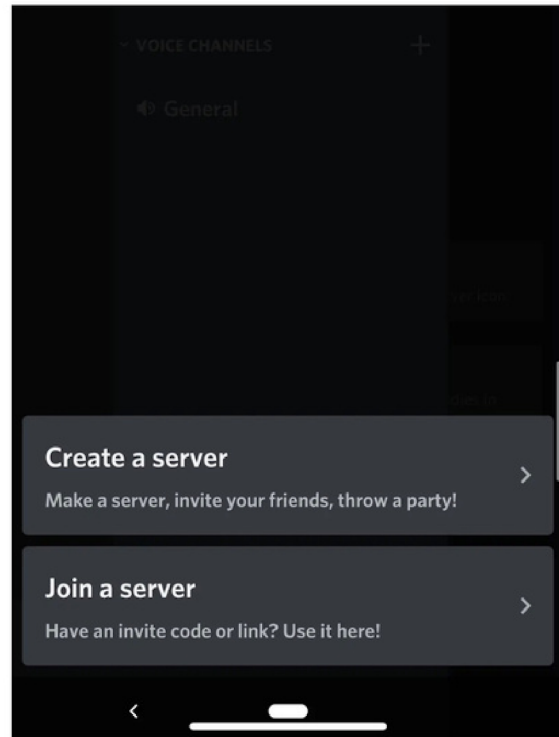 VOICE CHANNELS
General
Create a server
Make a server, invite your friends, throw a party!
Join a server
Have an invite code or link? Use it here!